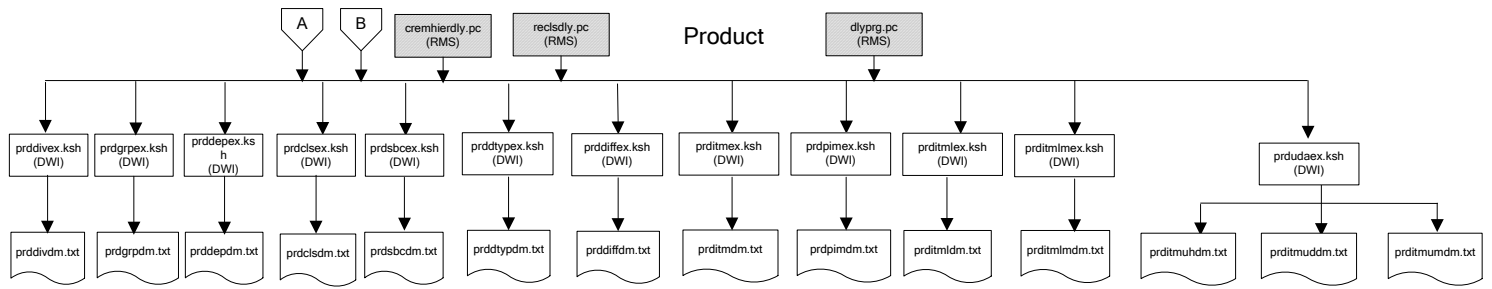 A
B
cremhierdly.pc
(RMS)
reclsdly.pc
(RMS)
Product
dlyprg.pc
(RMS)
prddivex.ksh
(DWI)
prdgrpex.ksh
(DWI)
prddepex.ks
h
(DWI)
prdclsex.ksh
(DWI)
prdsbcex.ksh
(DWI)
prddtypex.ksh
(DWI)
prddiffex.ksh
(DWI)
prditmex.ksh
(DWI)
prdpimex.ksh
(DWI)
prditmlex.ksh
(DWI)
prditmlmex.ksh
(DWI)
prdudaex.ksh
(DWI)
prddivdm.txt
prdgrpdm.txt
prddepdm.txt
prdclsdm.txt
prdsbcdm.txt
prddtypdm.txt
prddiffdm.txt
prditmdm.txt
prdpimdm.txt
prditmldm.txt
prditmlmdm.txt
prditmuhdm.txt
prditmuddm.txt
prditmumdm.txt